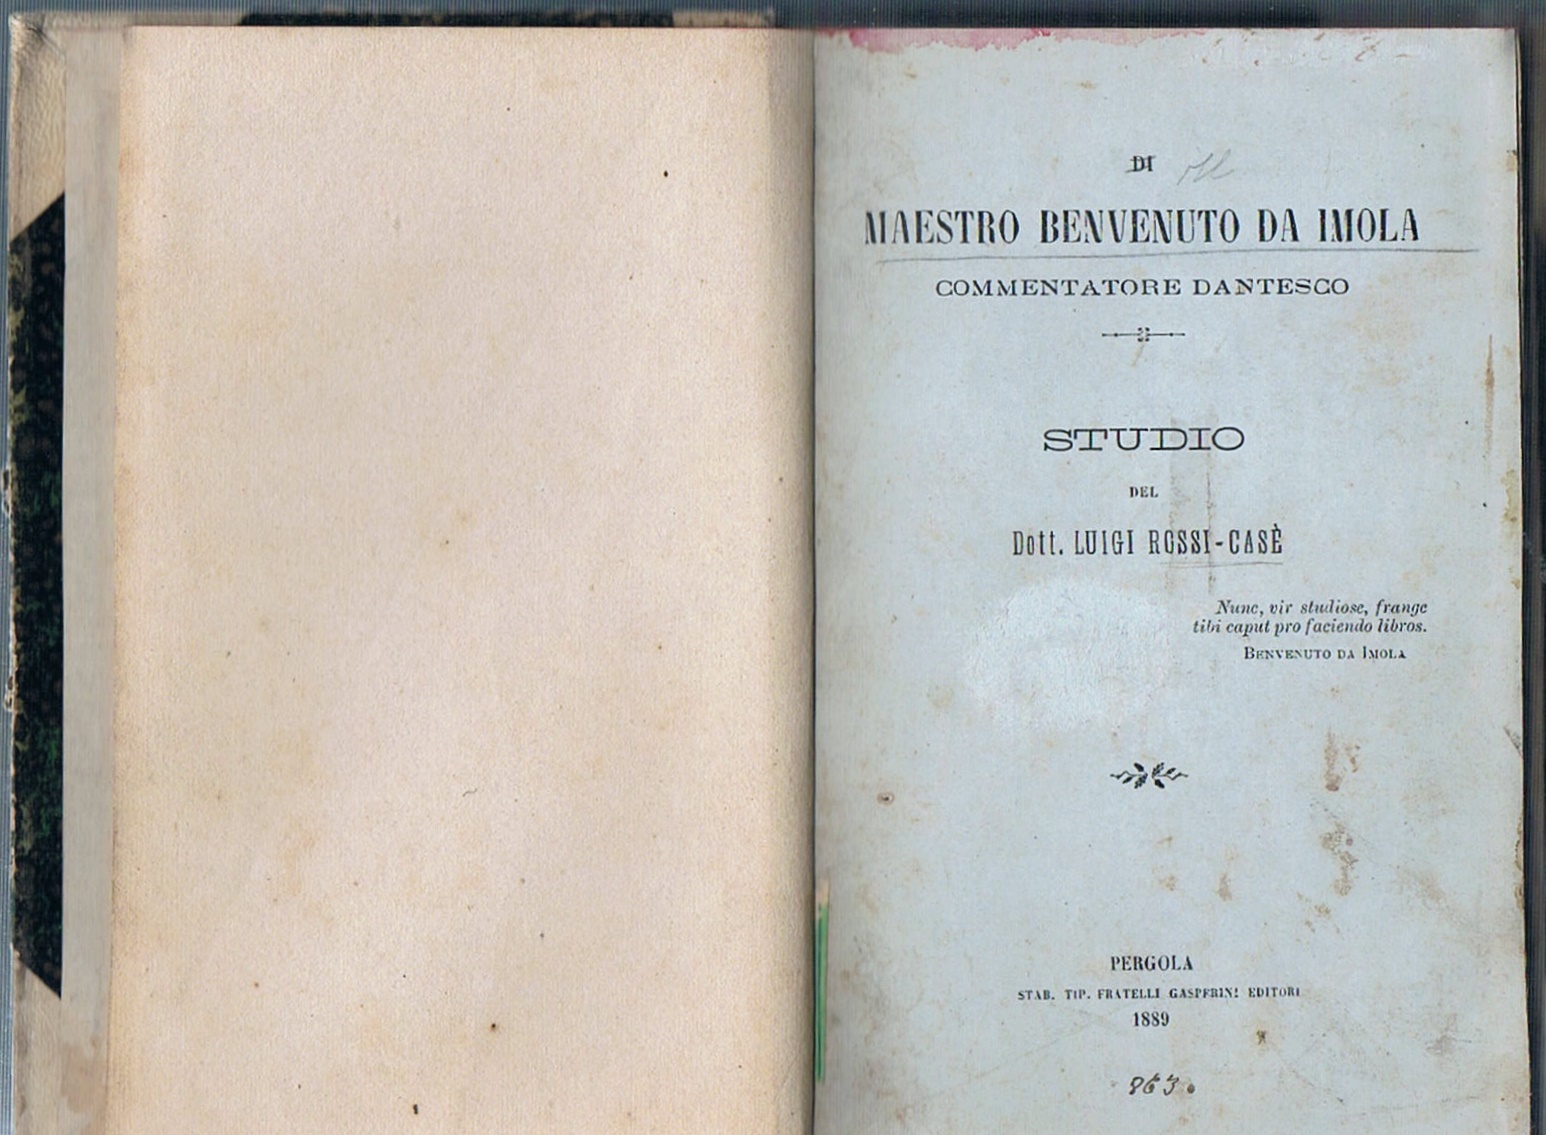 DI
MAESTRO BENVENUTO DA IMOLA
COMMENTATORE DANTESCO
STUDIO
DEL
Dott. LUIGI ROSSI-CASÈ
Nunc, vir studiose, frange
tibi caput pro faciendo libros.
BENVENUTO DA IMOLA
PERGOLA
STAB. TIP. FRATELLI GASPERINI EDITORI
1889
863